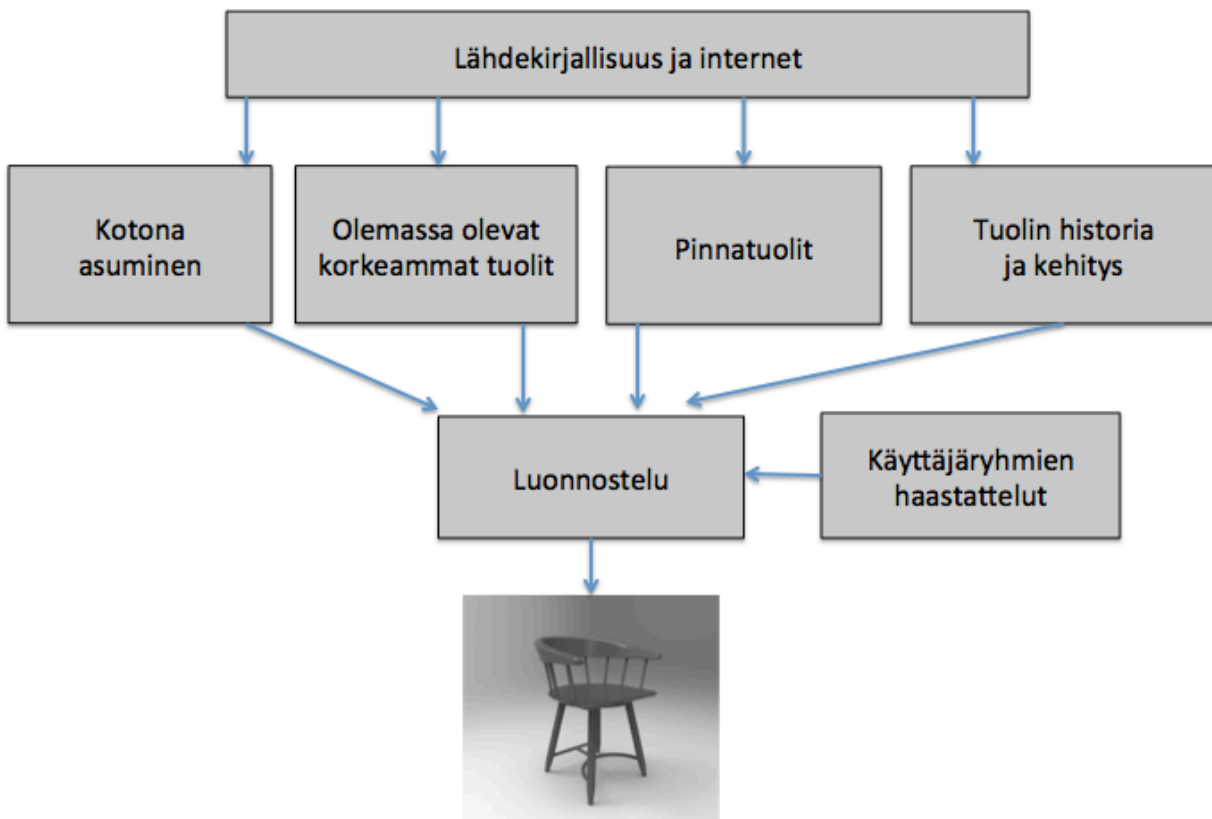 Lähdekirjallisuus ja internet
Kotona
asuminen
Olemassa olevat
korkeammat tuolit
Pinnatuolit
Tuolin historia
ja kehitys
Luonnostelu
Käyttäjäryhmien
haastattelut